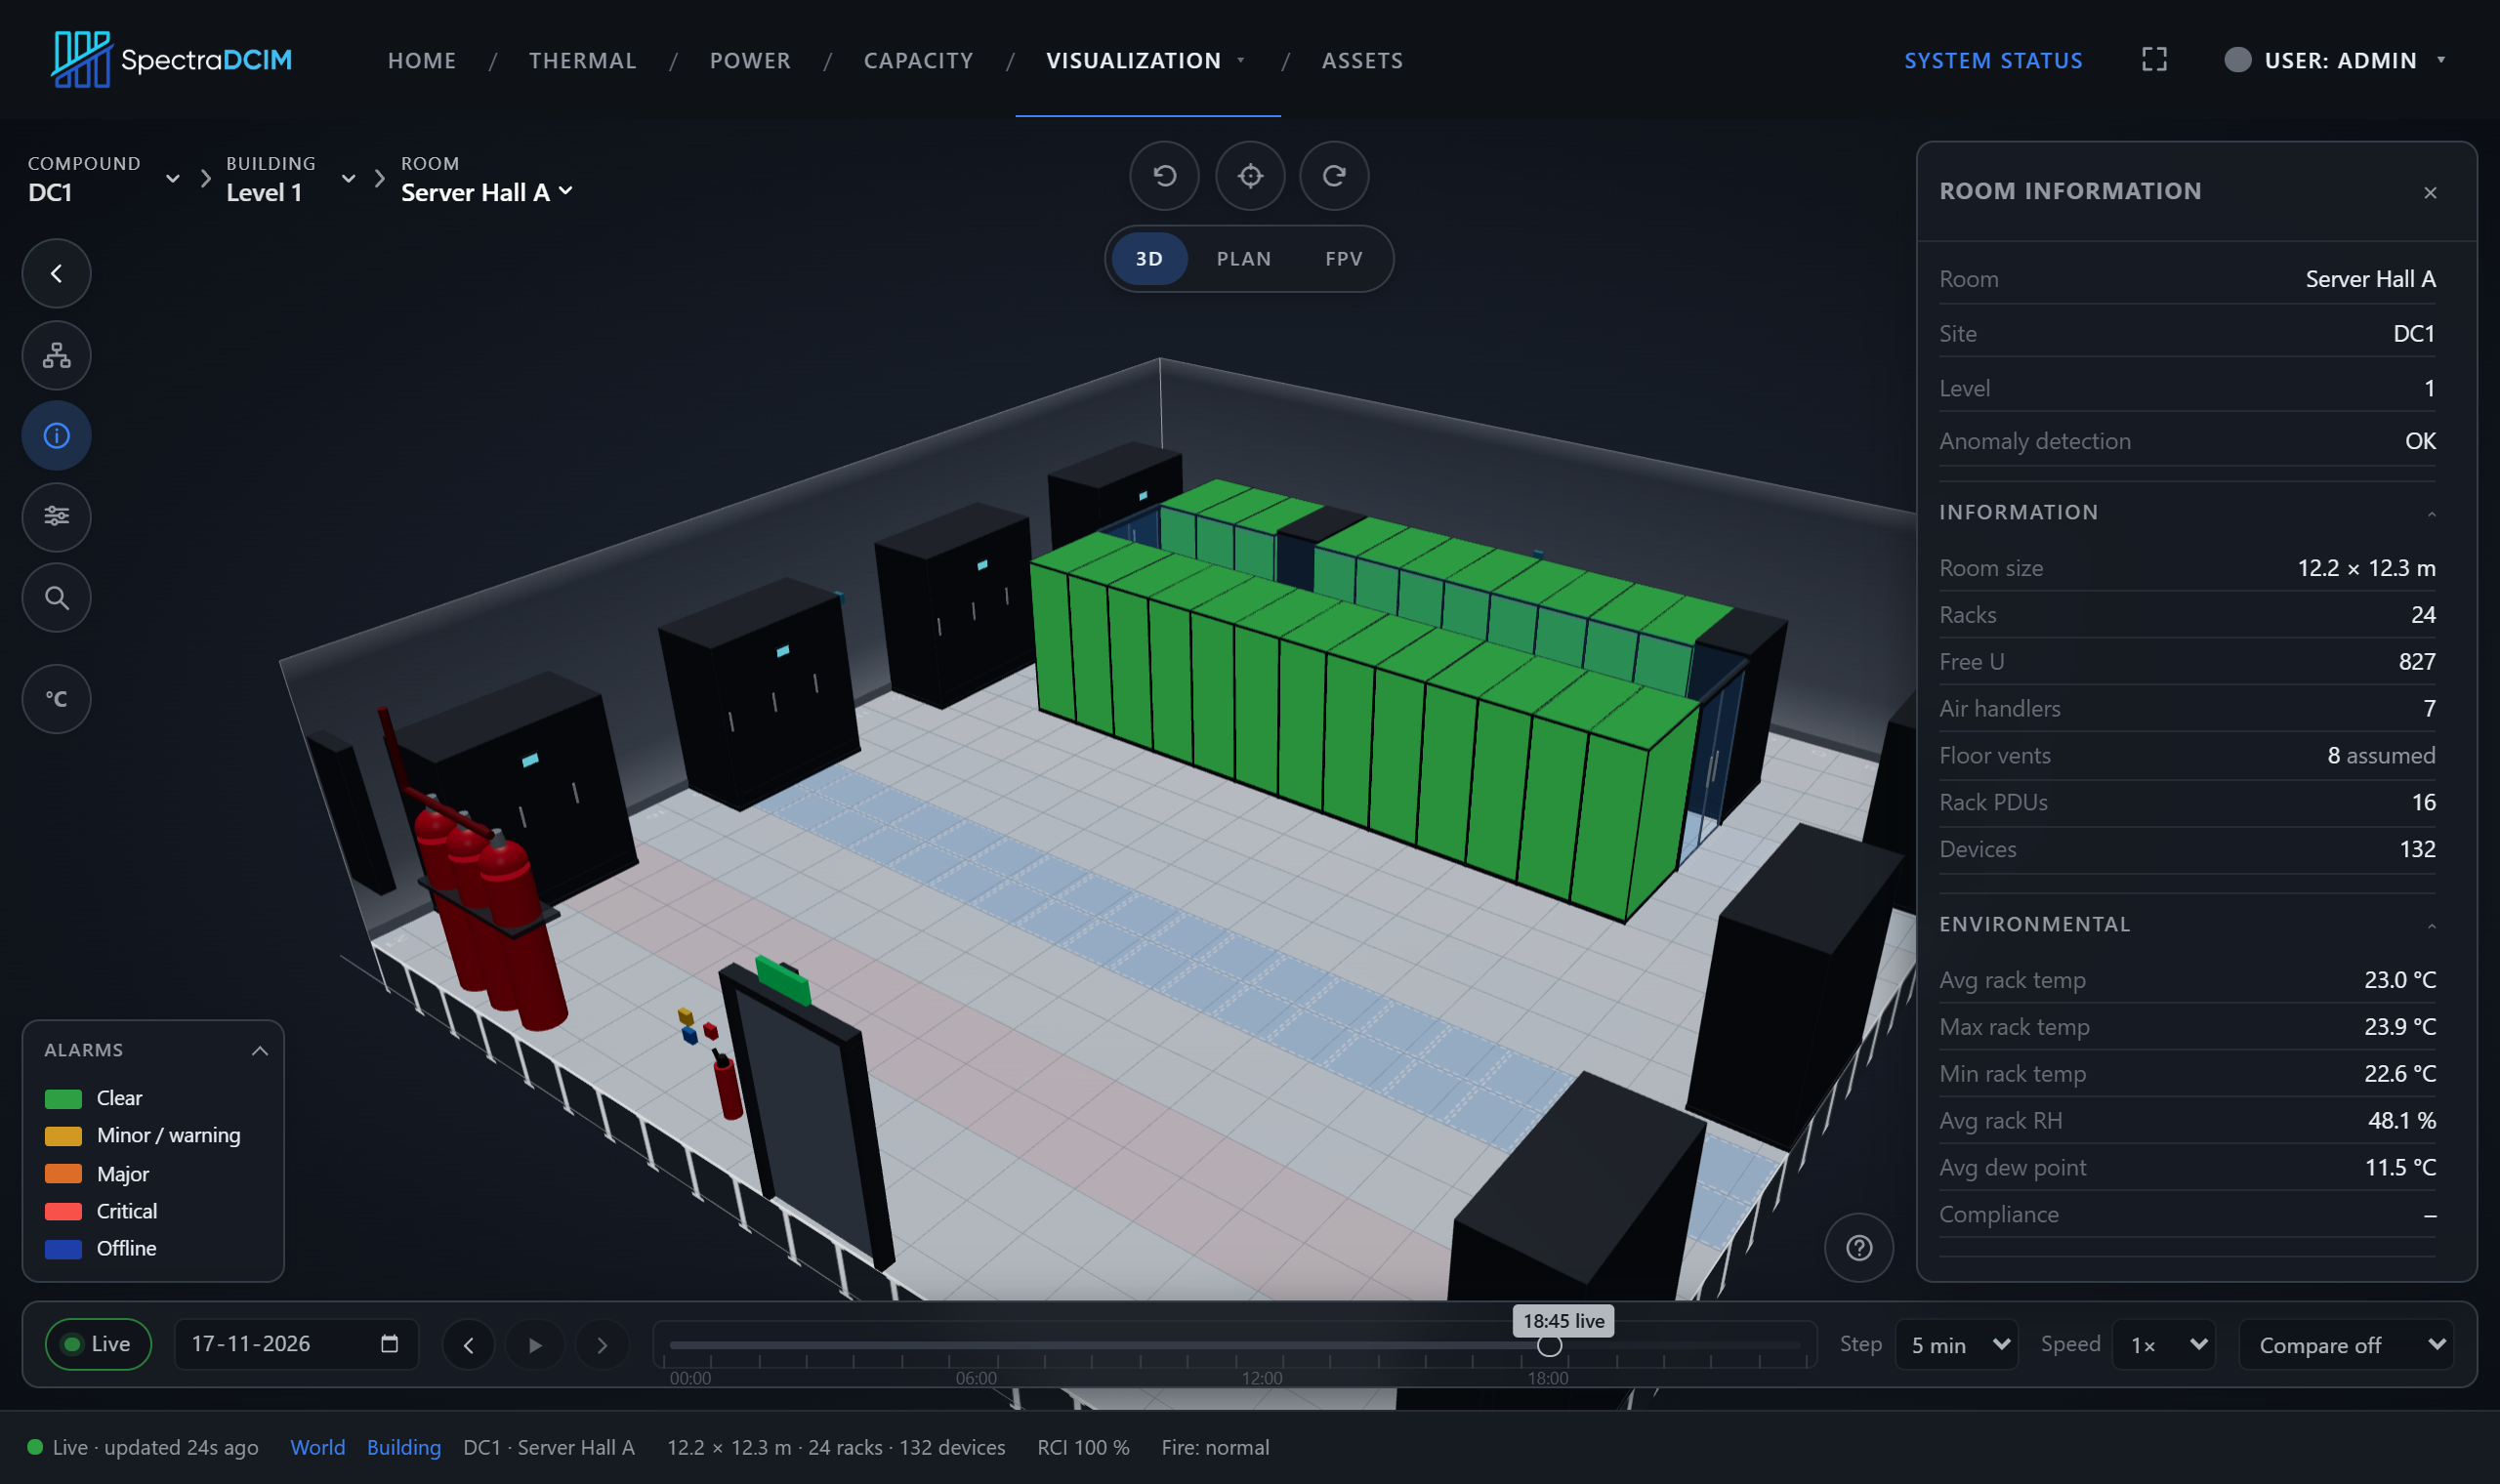 SpectraDCIM
HOME / THERMAL / POWER / CAPACITY / VISUALIZATION / ASSETS
SYSTEM STATUS
USER: ADMIN
COMPOUND
DC1
BUILDING
Level 1
ROOM
Server Hall A
3D
PLAN
FPV
°C
ALARMS
Clear
Minor / warning
Major
Critical
Offline
ROOM INFORMATION
Room Server Hall A
Site DC1
Level 1
Anomaly detection OK
INFORMATION
Room size 12.2 × 12.3 m
Racks 24
Free U 827
Air handlers 7
Floor vents 8 assumed
Rack PDUs 16
Devices 132
ENVIRONMENTAL
Avg rack temp 23.0 °C
Max rack temp 23.9 °C
Min rack temp 22.6 °C
Avg rack RH 48.1 %
Avg dew point 11.5 °C
Compliance –
Live
17-11-2026
18:45 live
00:00 06:00 12:00 18:00
Step 5 min
Speed 1×
Compare off
Live · updated 24s ago World Building DC1 · Server Hall A 12.2 × 12.3 m · 24 racks · 132 devices RCI 100 % Fire: normal